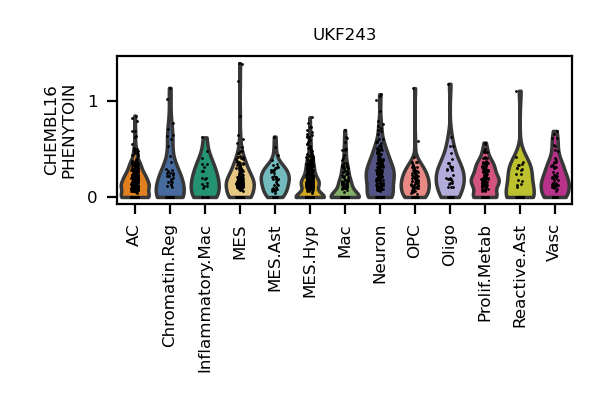 UKF243
CHEMBL16
PHENYTOIN
1
0
AC
Chromatin.Reg
Inflammatory.Mac
MES
MES.Ast
MES.Hyp
Mac
Neuron
OPC
Oligo
Prolif.Metab
Reactive.Ast
Vasc